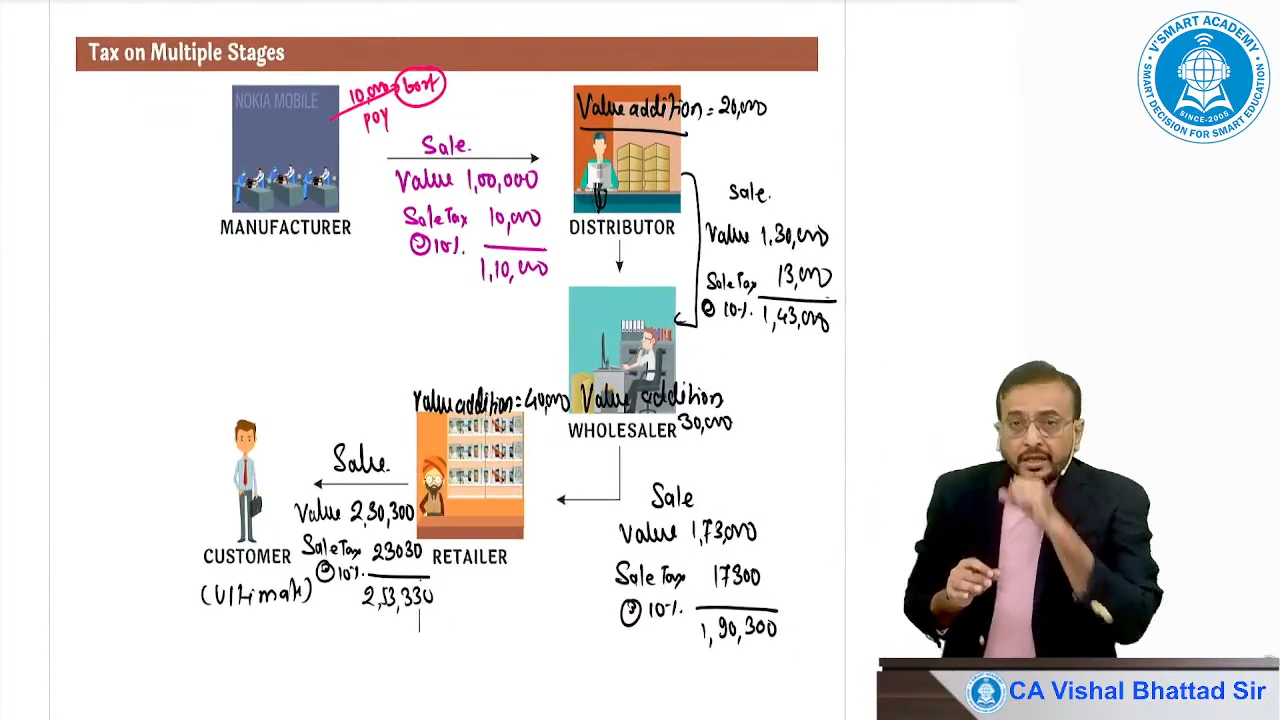 Tax on Multiple Stages
NOKIA MOBILE
10,000
Govt
pay
MANUFACTURER
Sale.
Value 1,00,000
Sale Tax 10,000
@ 10%.
1,10,000
Value addition = 20,000
DISTRIBUTOR
Sale.
Value 1,30,000
Sale Tax 13,000
@ 10%.
1,43,000
Value addition
30,000
WHOLESALER
Sale
Value 1,73,000
Sale Tax 17300
@ 10%.
1,90,300
Value addition = 40,000
RETAILER
Value 2,30,300
Sale Tax 23030
@ 10%.
2,53,330
CUSTOMER
(Ultimate)
V'SMART ACADEMY
SINCE-2005
SMART DECISION FOR SMART EDUCATION
CA Vishal Bhattad Sir